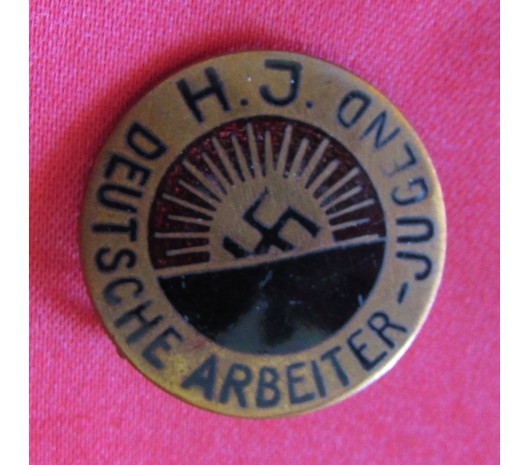 H.J.
DEUTSCHE ARBEITER-JUGEND